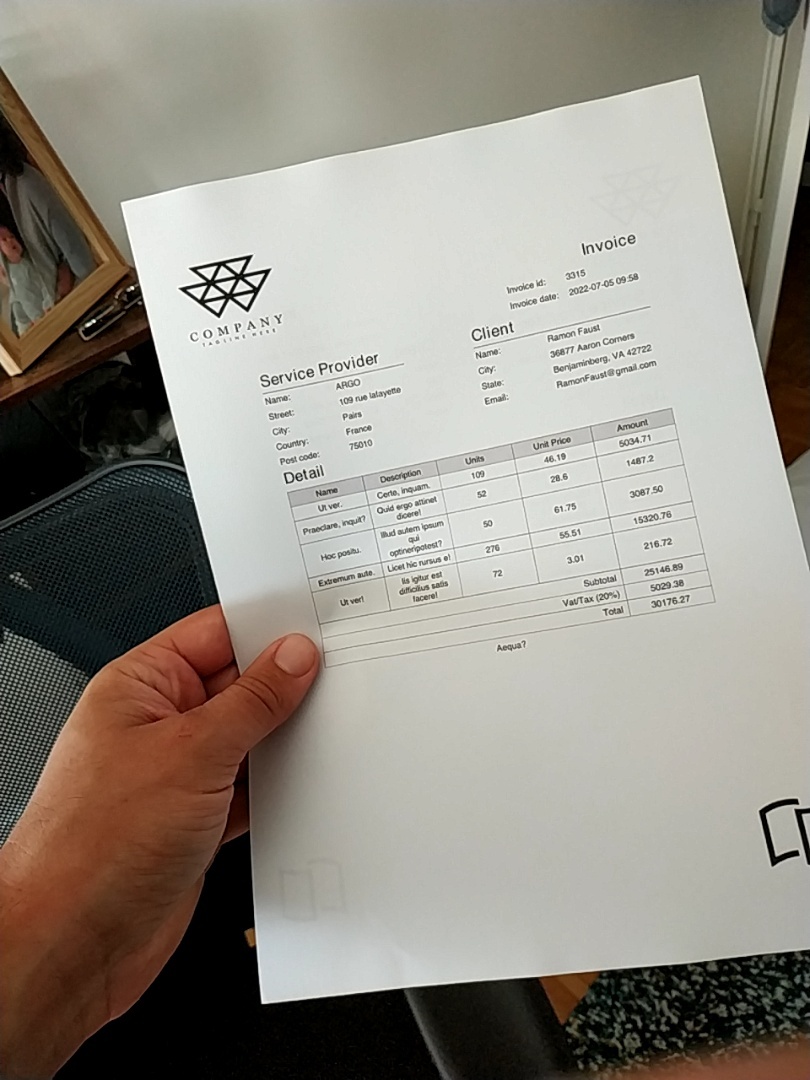 Invoice
Invoice id: 3315
Invoice date: 2022-07-05 09:58
COMPANY
TAGLINE HERE
Service Provider
Name: ARGO
Street: 109 rue lafayette
City: Pairs
Country: France
Post code: 75010
Client
Name: Ramon Faust
City: 36877 Aaron Corners
State: Benjaminberg, VA 42722
Email: RamonFaust@gmail.com
Detail
Name Description Units Unit Price Amount
Ut ver. Certe, inquam. 109 46.19 5034.71
Praeclare, inquit? Quid ergo attinet 52 28.6 1487.2
dicere!
Hoc positu. Illud autem ipsum 50 61.75 3087.50
qui
optineripotest?
Extremum aute. Licet hic rursus e! 276 55.51 15320.76
Ut ver! Iis igitur est 72 3.01 216.72
difficilius satis
facere!
Subtotal 25146.89
Vat/Tax (20%) 5029.38
Total 30176.27
Aequa?